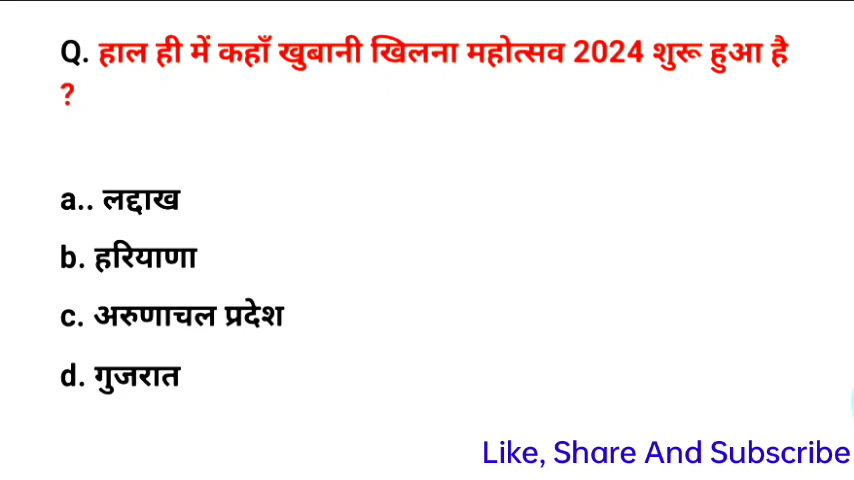 Q. हाल ही में कहाँ खुबानी खिलना महोत्सव 2024 शुरू हुआ है
?
a.. लद्दाख
b. हरियाणा
c. अरुणाचल प्रदेश
d. गुजरात
Like, Share And Subscribe